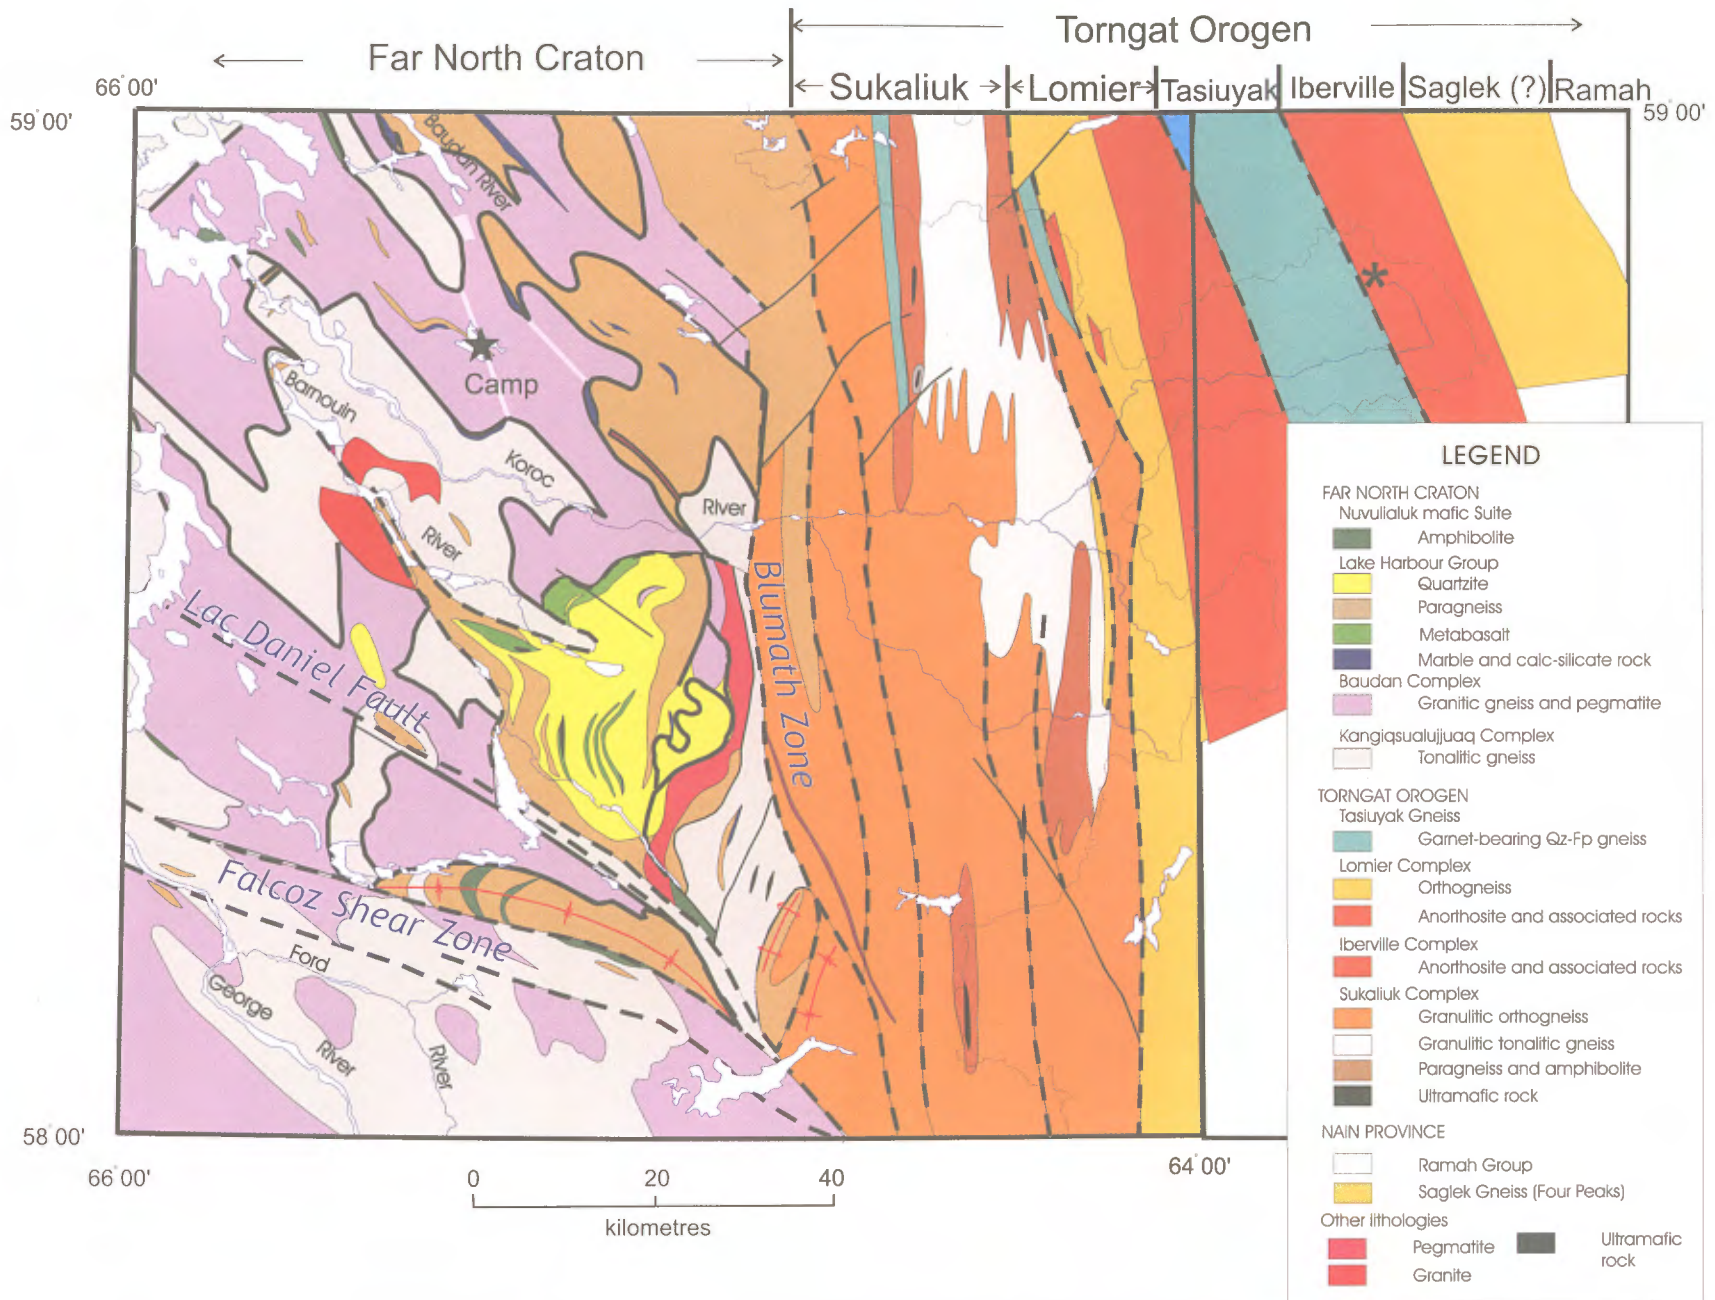 Torngat Orogen
Far North Craton
Sukaliuk
Lomier
Tasiuyak
Iberville
Saglek (?)
Ramah
66°00'
59°00'
59°00'
Baudan River
Camp
Barnouin
River
Koroc
River
Lac Daniel Fault
Blumath Zone
Falcoz Shear Zone
Ford
River
George
River
58°00'
66°00'
64°00'
0 20 40
kilometres
LEGEND
FAR NORTH CRATON
Nuvulialuk mafic Suite
Amphibolite
Lake Harbour Group
Quartzite
Paragneiss
Metabasalt
Marble and calc-silicate rock
Baudan Complex
Granitic gneiss and pegmatite
Kangiqsualujjuaq Complex
Tonalitic gneiss
TORNGAT OROGEN
Tasiuyak Gneiss
Garnet-bearing Qz-Fp gneiss
Lomier Complex
Orthogneiss
Anorthosite and associated rocks
Iberville Complex
Anorthosite and associated rocks
Sukaliuk Complex
Granulitic orthogneiss
Granulitic tonalitic gneiss
Paragneiss and amphibolite
Ultramafic rock
NAIN PROVINCE
Ramah Group
Saglek Gneiss (Four Peaks)
Other lithologies
Pegmatite
Granite
Ultramafic
rock